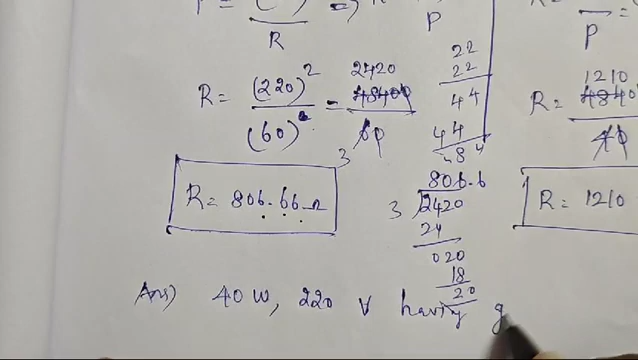 R
P
R = (220)² / (60)² = 2420 4840 / 60
3
22
22
44
44
484
1210
R = 4840 / 40
R = 806.66 Ω
806.6
3 ) 2420
24
020
18
20
R = 1210
Ans) 40 W, 220 V having g